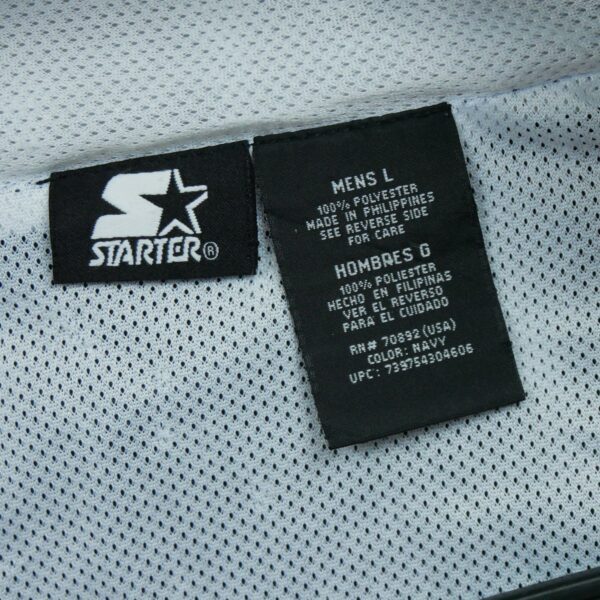 STARTER®
MENS L
100% POLYESTER
MADE IN PHILIPPINES
SEE REVERSE SIDE
FOR CARE
HOMBRES G
100% POLIESTER
HECHO EN FILIPINAS
VER EL REVERSO
PARA EL CUIDADO
RN# 70892 (USA)
COLOR: NAVY
UPC: 739754304606